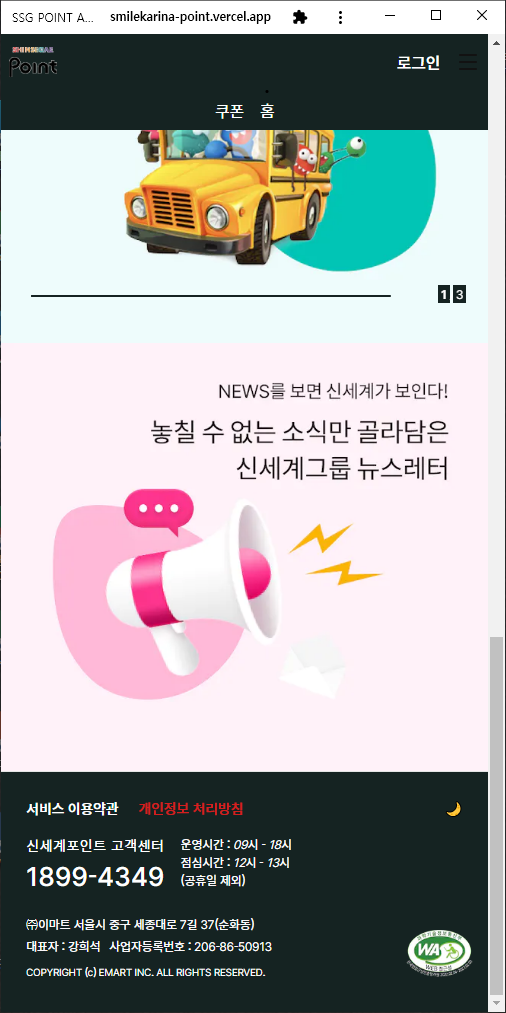 SSG POINT A...
smilekarina-point.vercel.app
SHINSEGAE
Point
로그인
쿠폰 홈
1 3
NEWS를 보면 신세계가 보인다!
놓칠 수 없는 소식만 골라담은
신세계그룹 뉴스레터
서비스 이용약관 개인정보 처리방침
신세계포인트 고객센터
1899-4349
운영시간 : 09시 - 18시
점심시간 : 12시 - 13시
(공휴일 제외)
㈜이마트 서울시 중구 세종대로 7길 37(순화동)
대표자 : 강희석 사업자등록번호 : 206-86-50913
COPYRIGHT (c) EMART INC. ALL RIGHTS RESERVED.
WA